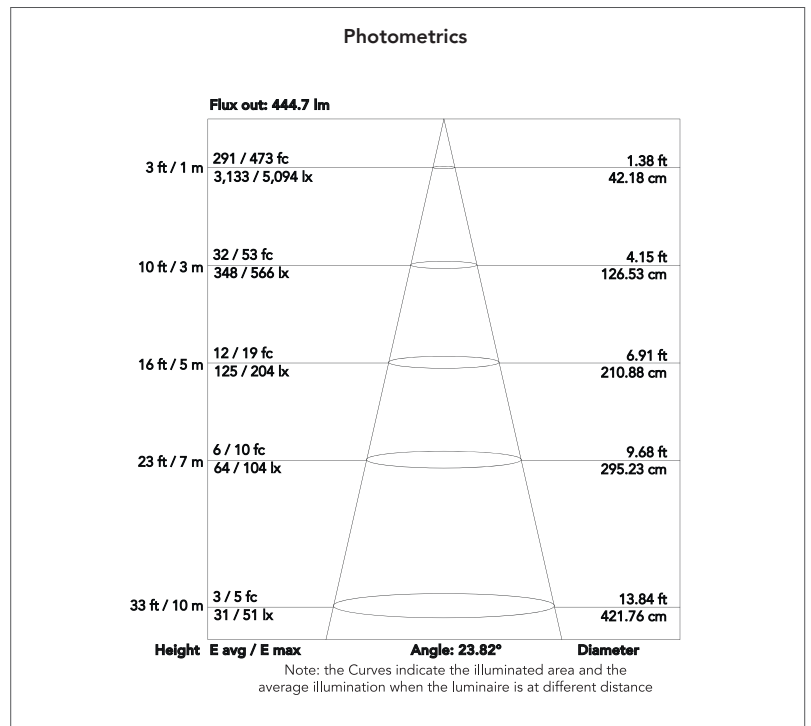 Photometrics
Flux out: 444.7 lm
3 ft / 1 m
291 / 473 fc
3,133 / 5,094 lx
1.38 ft
42.18 cm
10 ft / 3 m
32 / 53 fc
348 / 566 lx
4.15 ft
126.53 cm
16 ft / 5 m
12 / 19 fc
125 / 204 lx
6.91 ft
210.88 cm
23 ft / 7 m
6 / 10 fc
64 / 104 lx
9.68 ft
295.23 cm
33 ft / 10 m
3 / 5 fc
31 / 51 lx
13.84 ft
421.76 cm
Height E avg / E max Angle: 23.82° Diameter
Note: the Curves indicate the illuminated area and the
average illumination when the luminaire is at different distance